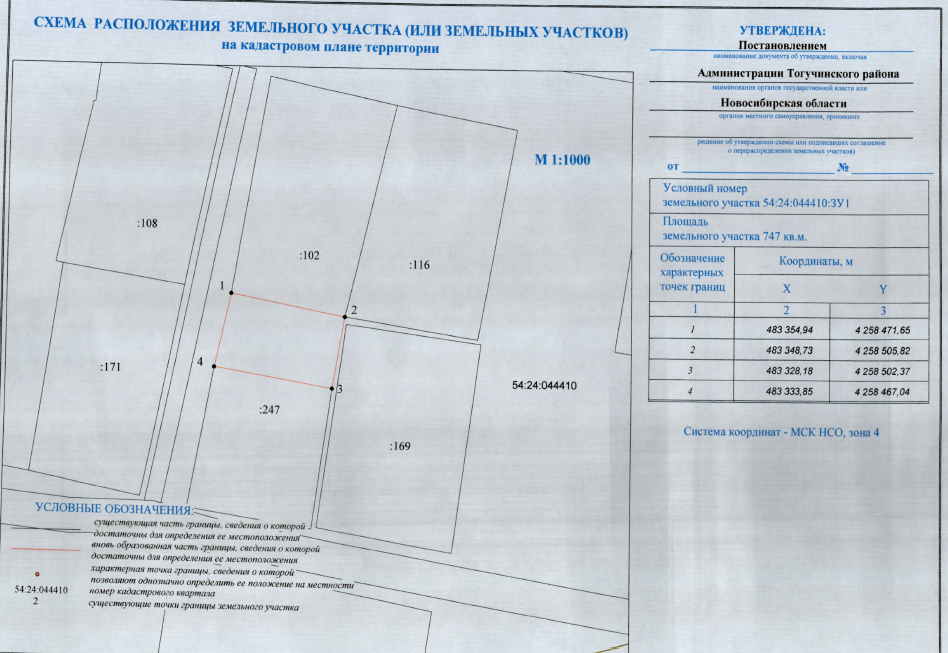 СХЕМА РАСПОЛОЖЕНИЯ ЗЕМЕЛЬНОГО УЧАСТКА (ИЛИ ЗЕМЕЛЬНЫХ УЧАСТКОВ)
на кадастровом плане территории
УТВЕРЖДЕНА:
Постановлением
наименование документа об утверждении, включая
Администрации Тогучинского района
наименования органов государственной власти или
Новосибирской области
органов местного самоуправления, принявших
решение об утверждении схемы или подписавших соглашение
о перераспределении земельных участков)
от № 
М 1:1000
:108
:102
:116
1
2
4
3
:171
:247
:169
54:24:044410
Условный номер
земельного участка 54:24:044410:ЗУ1
Площадь
земельного участка 747 кв.м.
Обозначение
характерных
точек границ
Координаты, м
X Y
1 2 3
1 483 354,94 4 258 471,65
2 483 348,73 4 258 505,82
3 483 328,18 4 258 502,37
4 483 333,85 4 258 467,04
Система координат - МСК НСО, зона 4
УСЛОВНЫЕ ОБОЗНАЧЕНИЯ:
существующая часть границы, сведения о которой
достаточны для определения ее местоположения
вновь образованная часть границы, сведения о которой
достаточны для определения ее местоположения
характерная точка границы, сведения о которой
позволяют однозначно определить ее положение на местности
54:24:044410 номер кадастрового квартала
2 существующие точки границы земельного участка